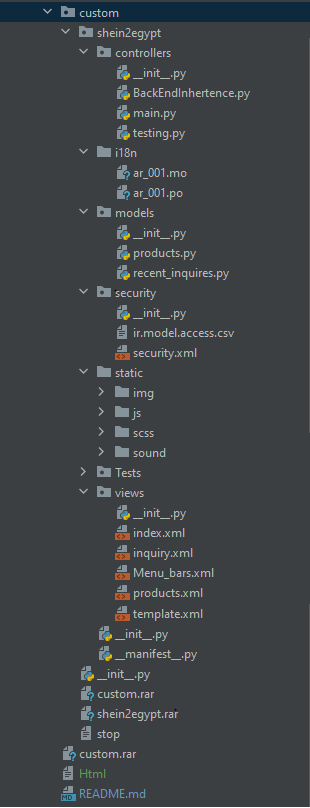 custom
shein2egypt
controllers
__init__.py
BackEndInhertence.py
main.py
testing.py
i18n
ar_001.mo
ar_001.po
models
__init__.py
products.py
recent_inquires.py
security
__init__.py
ir.model.access.csv
security.xml
static
img
js
scss
sound
Tests
views
__init__.py
index.xml
inquiry.xml
Menu_bars.xml
products.xml
template.xml
__init__.py
__manifest__.py
__init__.py
custom.rar
shein2egypt.rar
stop
custom.rar
Html
README.md